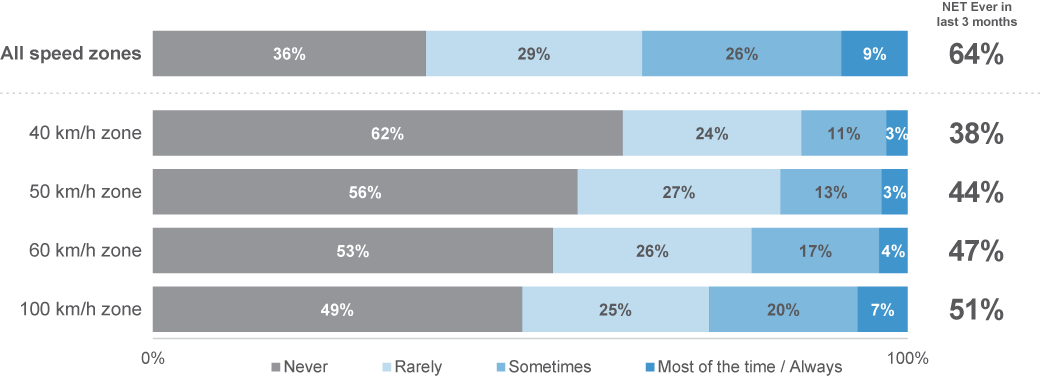 NET Ever in
last 3 months
All speed zones 36% 29% 26% 9% 64%
40 km/h zone 62% 24% 11% 3% 38%
50 km/h zone 56% 27% 13% 3% 44%
60 km/h zone 53% 26% 17% 4% 47%
100 km/h zone 49% 25% 20% 7% 51%
0% 100%
Never Rarely Sometimes Most of the time / Always